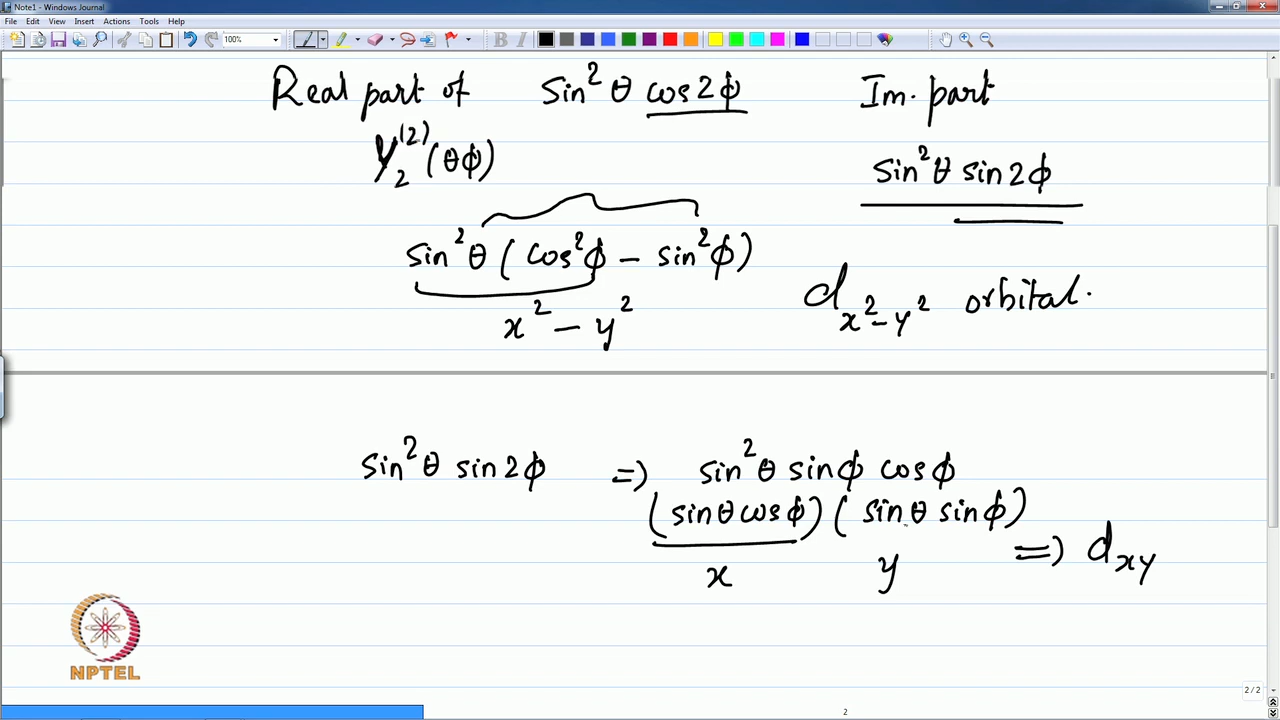 Note1 - Windows Journal
File Edit View Insert Actions Tools Help
100%
Real part of sin²θ cos2φ Im. part
Y₂⁽²⁾(θφ)
sin²θ sin2φ
sin²θ (cos²φ – sin²φ)
x² – y²
d_{x²–y²} orbital.
sin²θ sin2φ => sin²θ sinφ cosφ
(sinθ cosφ) (sinθ sinφ)
x y => d_{xy}
NPTEL
2/2
2